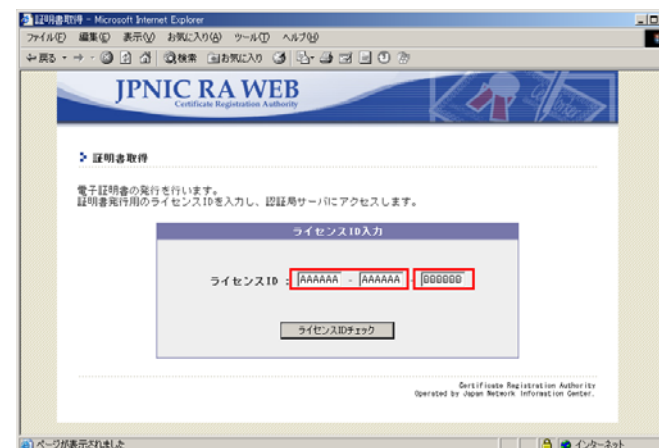 証明書取得 - Microsoft Internet Explorer
ファイル(F) 編集(E) 表示(V) お気に入り(A) ツール(T) ヘルプ(H)
戻る 検索 お気に入り
JPNIC RA WEB
Certificate Registration Authority
証明書取得
電子証明書の発行を行います。
証明書発行用のライセンスIDを入力し、認証局サーバにアクセスします。
ライセンスID入力
ライセンスID : AAAAAA - AAAAAA - BBBBBB
ライセンスIDチェック
Certificate Registration Authority
Operated by Japan Network Information Center.
ページが表示されました インターネット